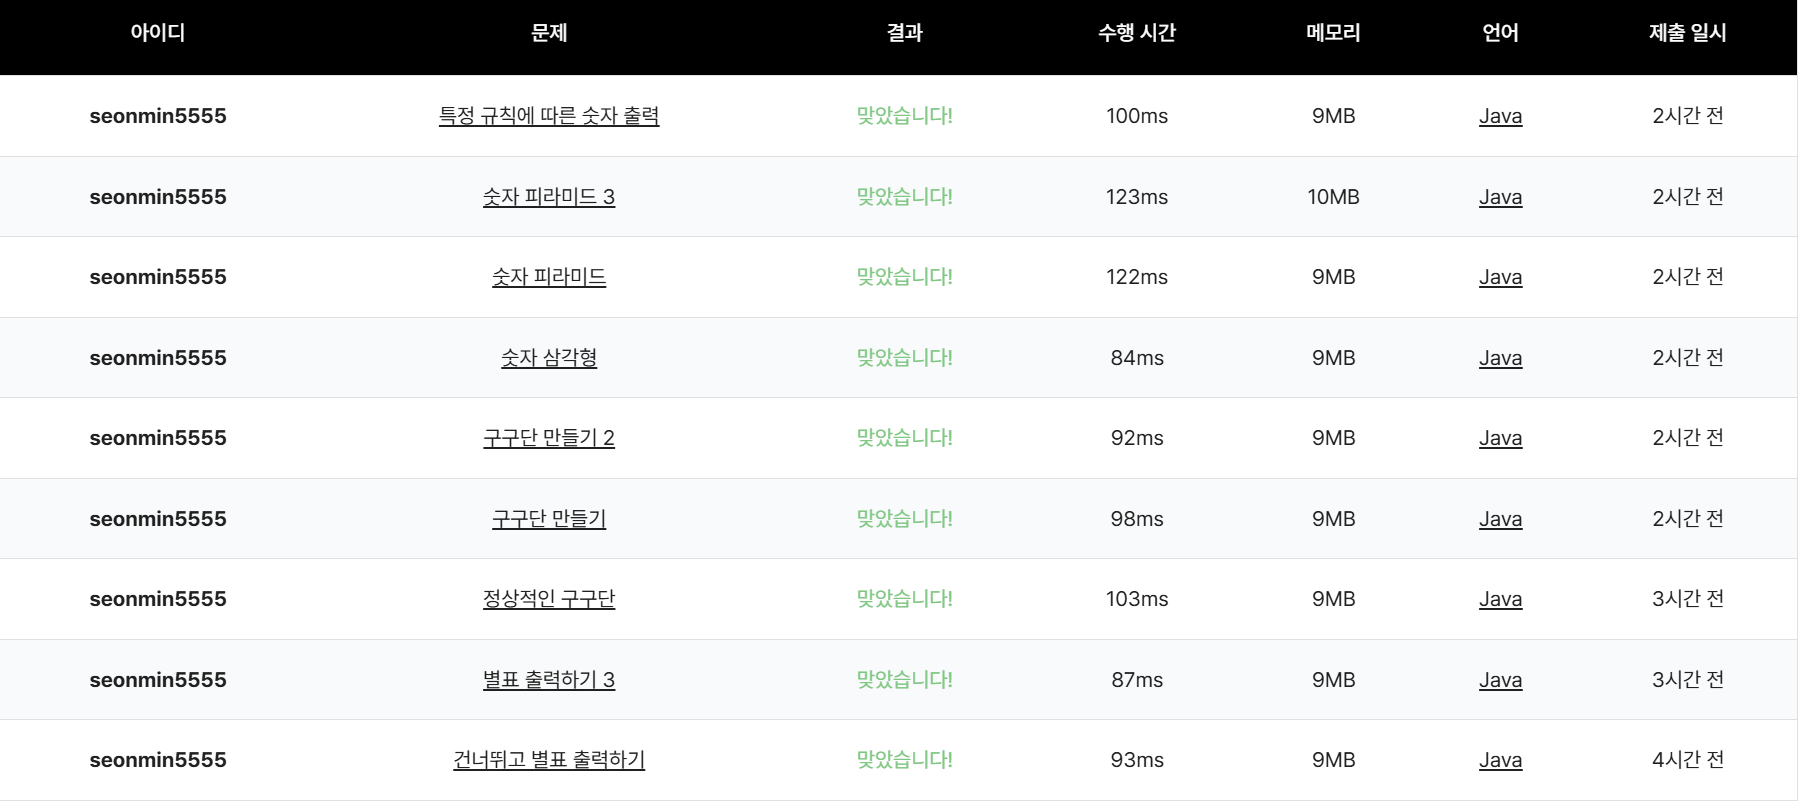 아이디 문제 결과 수행 시간 메모리 언어 제출 일시
seonmin5555 특정 규칙에 따른 숫자 출력 맞았습니다! 100ms 9MB Java 2시간 전
seonmin5555 숫자 피라미드 3 맞았습니다! 123ms 10MB Java 2시간 전
seonmin5555 숫자 피라미드 맞았습니다! 122ms 9MB Java 2시간 전
seonmin5555 숫자 삼각형 맞았습니다! 84ms 9MB Java 2시간 전
seonmin5555 구구단 만들기 2 맞았습니다! 92ms 9MB Java 2시간 전
seonmin5555 구구단 만들기 맞았습니다! 98ms 9MB Java 2시간 전
seonmin5555 정상적인 구구단 맞았습니다! 103ms 9MB Java 3시간 전
seonmin5555 별표 출력하기 3 맞았습니다! 87ms 9MB Java 3시간 전
seonmin5555 건너뛰고 별표 출력하기 맞았습니다! 93ms 9MB Java 4시간 전